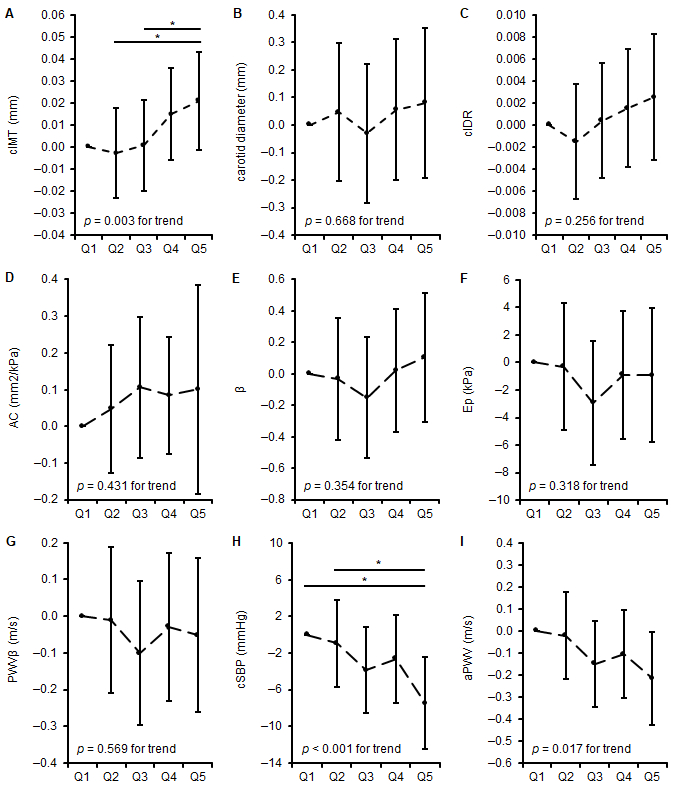 A
cIMT (mm)
0.06
0.05
0.04
0.03
0.02
0.01
0.00
−0.01
−0.02
−0.03
−0.04
*
*
p = 0.003 for trend
Q1 Q2 Q3 Q4 Q5
B
carotid diameter (mm)
0.4
0.3
0.2
0.1
0.0
−0.1
−0.2
−0.3
−0.4
p = 0.668 for trend
Q1 Q2 Q3 Q4 Q5
C
cIDR
0.010
0.008
0.006
0.004
0.002
0.000
−0.002
−0.004
−0.006
−0.008
−0.010
p = 0.256 for trend
Q1 Q2 Q3 Q4 Q5
D
AC (mm2/kPa)
0.4
0.3
0.2
0.1
0.0
−0.1
−0.2
p = 0.431 for trend
Q1 Q2 Q3 Q4 Q5
E
β
0.6
0.4
0.2
0.0
−0.2
−0.4
−0.6
−0.8
p = 0.354 for trend
Q1 Q2 Q3 Q4 Q5
F
Ep (kPa)
6
4
2
0
−2
−4
−6
−8
−10
p = 0.318 for trend
Q1 Q2 Q3 Q4 Q5
G
PWVβ (m/s)
0.2
0.1
0.0
−0.1
−0.2
−0.3
−0.4
p = 0.569 for trend
Q1 Q2 Q3 Q4 Q5
H
cSBP (mmHg)
10
6
2
−2
−6
−10
−14
*
*
p < 0.001 for trend
Q1 Q2 Q3 Q4 Q5
I
aPWV (m/s)
0.4
0.3
0.2
0.1
0.0
−0.1
−0.2
−0.3
−0.4
−0.5
−0.6
p = 0.017 for trend
Q1 Q2 Q3 Q4 Q5